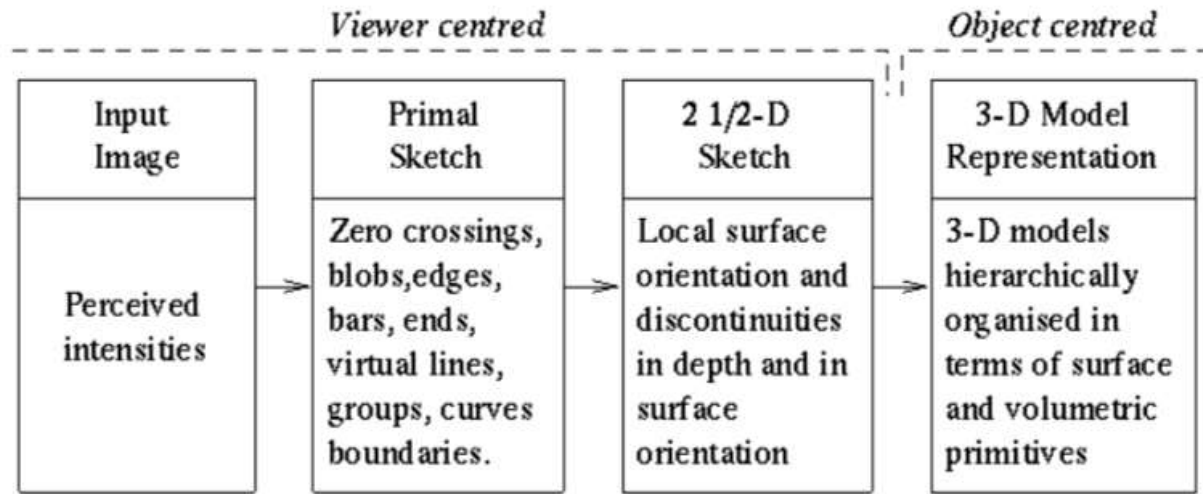 Viewer centred
Object centred
Input
Image
Perceived
intensities
Primal
Sketch
Zero crossings,
blobs,edges,
bars, ends,
virtual lines,
groups, curves
boundaries.
2 1/2-D
Sketch
Local surface
orientation and
discontinuities
in depth and in
surface
orientation
3-D Model
Representation
3-D models
hierarchically
organised in
terms of surface
and volumetric
primitives